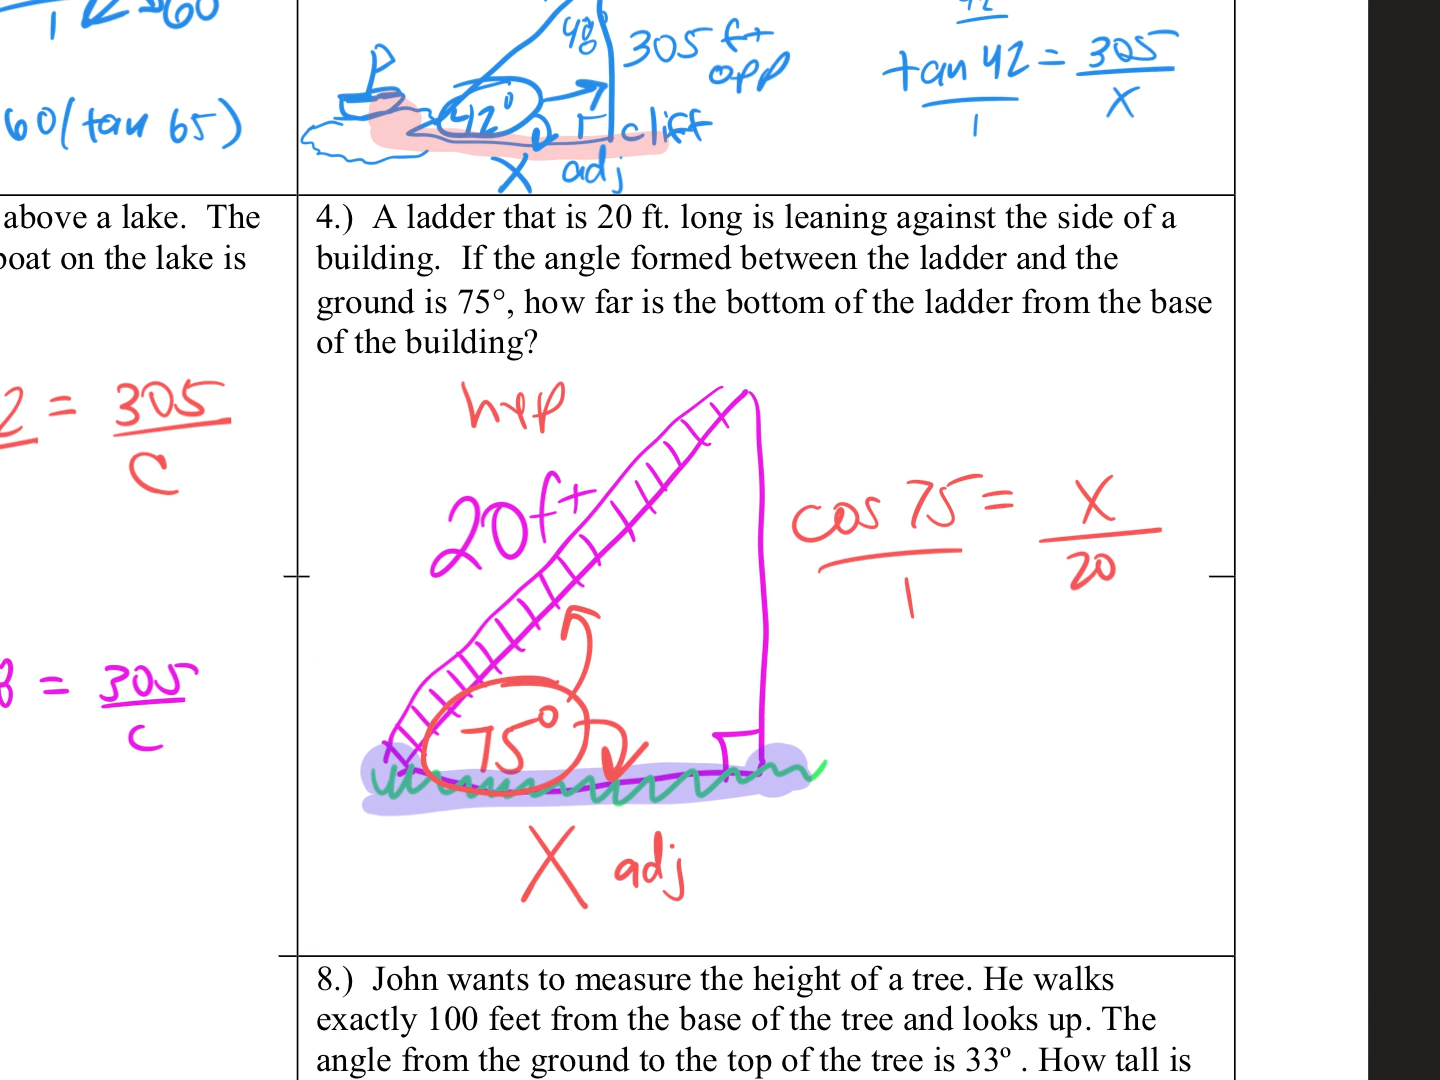 60
1
48
305 ft
opp
42
tan 42 = 305
1 x
60(tan 65)
42°
cliff
x adj
above a lake. The
boat on the lake is
4.) A ladder that is 20 ft. long is leaning against the side of a
building. If the angle formed between the ladder and the
ground is 75°, how far is the bottom of the ladder from the base
of the building?
2 = 305
C
hyp
20ft
cos 75 = x
1 20
8 = 305
C
75°
X adj
8.) John wants to measure the height of a tree. He walks
exactly 100 feet from the base of the tree and looks up. The
angle from the ground to the top of the tree is 33º . How tall is